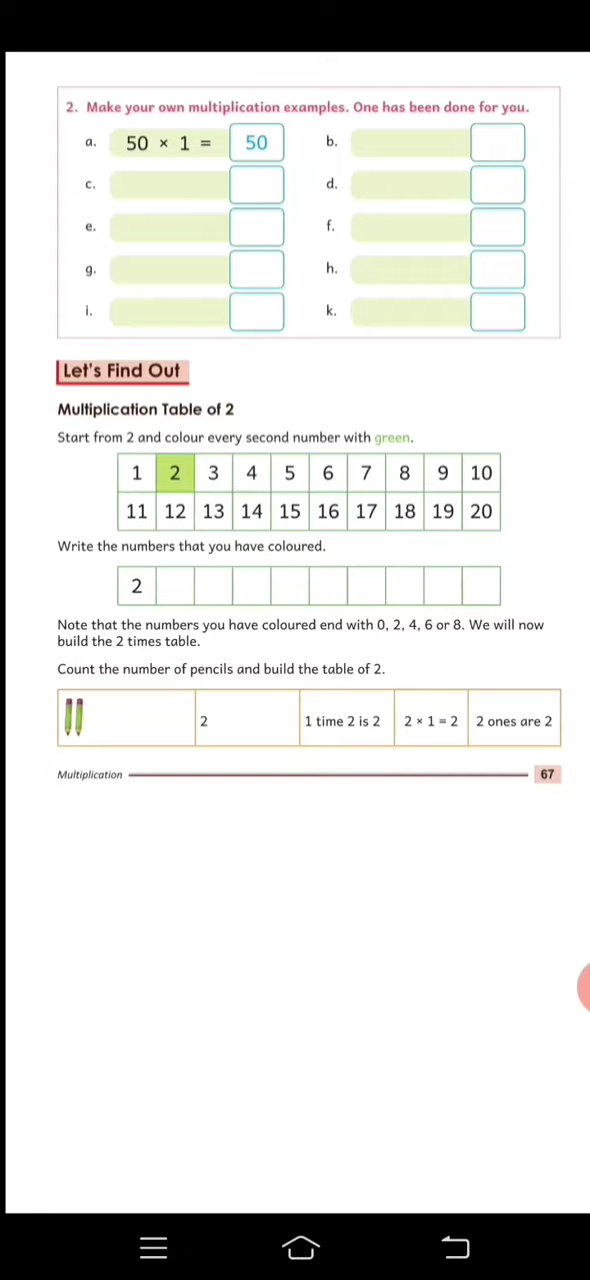 2. Make your own multiplication examples. One has been done for you.
a. 50 × 1 = 50 b.
c. d.
e. f.
g. h.
i. k.
Let's Find Out
Multiplication Table of 2
Start from 2 and colour every second number with green.
1 2 3 4 5 6 7 8 9 10
11 12 13 14 15 16 17 18 19 20
Write the numbers that you have coloured.
2
Note that the numbers you have coloured end with 0, 2, 4, 6 or 8. We will now
build the 2 times table.
Count the number of pencils and build the table of 2.
2 1 time 2 is 2 2 × 1 = 2 2 ones are 2
Multiplication 67